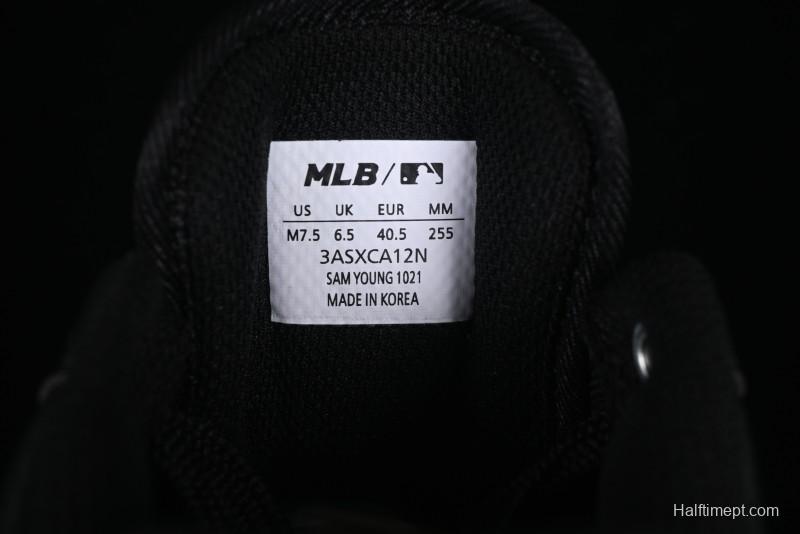 MLB /
US UK EUR MM
M7.5 6.5 40.5 255
3ASXCA12N
SAM YOUNG 1021
MADE IN KOREA
Halftimept.com